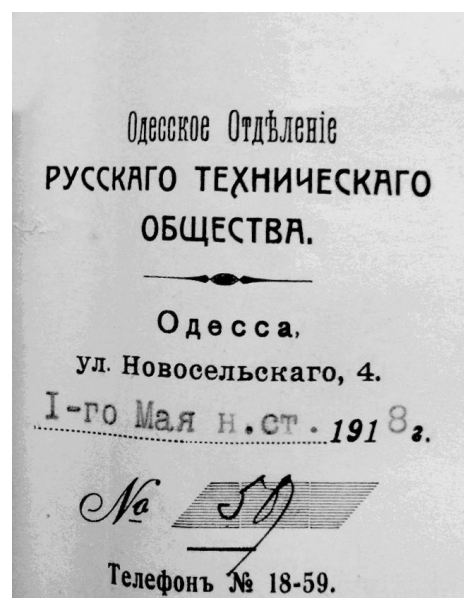 Одесское Отдѣленіе
РУССКАГО ТЕХНИЧЕСКАГО
ОБЩЕСТВА.
Одесса,
ул. Новосельскаго, 4.
I-го Мая н.ст. 1918 г.
№ 59
Телефонъ № 18-59.